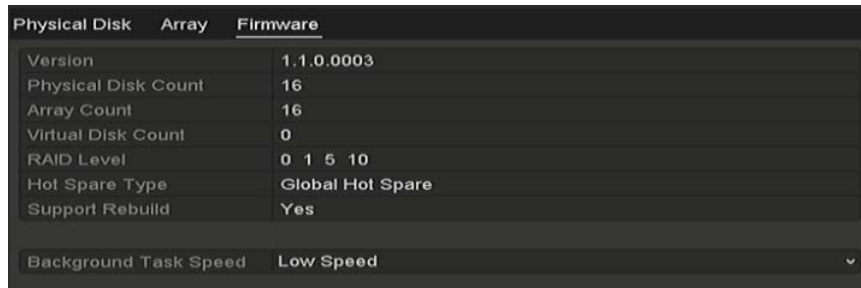 Physical Disk Array Firmware
Version 1.1.0.0003
Physical Disk Count 16
Array Count 16
Virtual Disk Count 0
RAID Level 0 1 5 10
Hot Spare Type Global Hot Spare
Support Rebuild Yes
Background Task Speed Low Speed